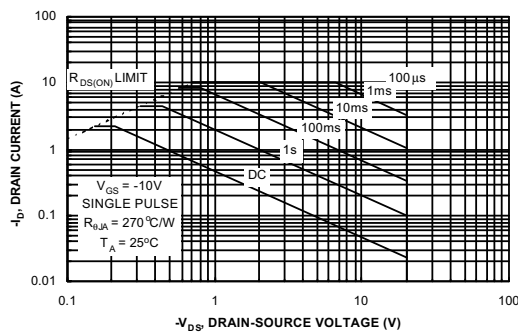 100
10
1
0.1
0.01
-I_D, DRAIN CURRENT (A)
R_DS(ON) LIMIT
100μs
1ms
10ms
100ms
1s
DC
V_GS = -10V
SINGLE PULSE
R_θJA = 270°C/W
T_A = 25°C
0.1 1 10 100
-V_DS, DRAIN-SOURCE VOLTAGE (V)